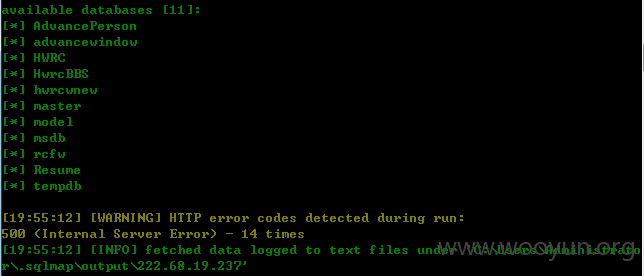 available databases [11]:
[*] AdvancePerson
[*] advancewindow
[*] HWRC
[*] HwrcBBS
[*] hwrcwnew
[*] master
[*] model
[*] msdb
[*] rcfw
[*] Resume
[*] tempdb
[19:55:12] [WARNING] HTTP error codes detected during run:
500 (Internal Server Error) - 14 times
[19:55:12] [INFO] fetched data logged to text files under 'C:\Users\Administrato
r\.sqlmap\output\222.68.19.237'
www.wooyun.org